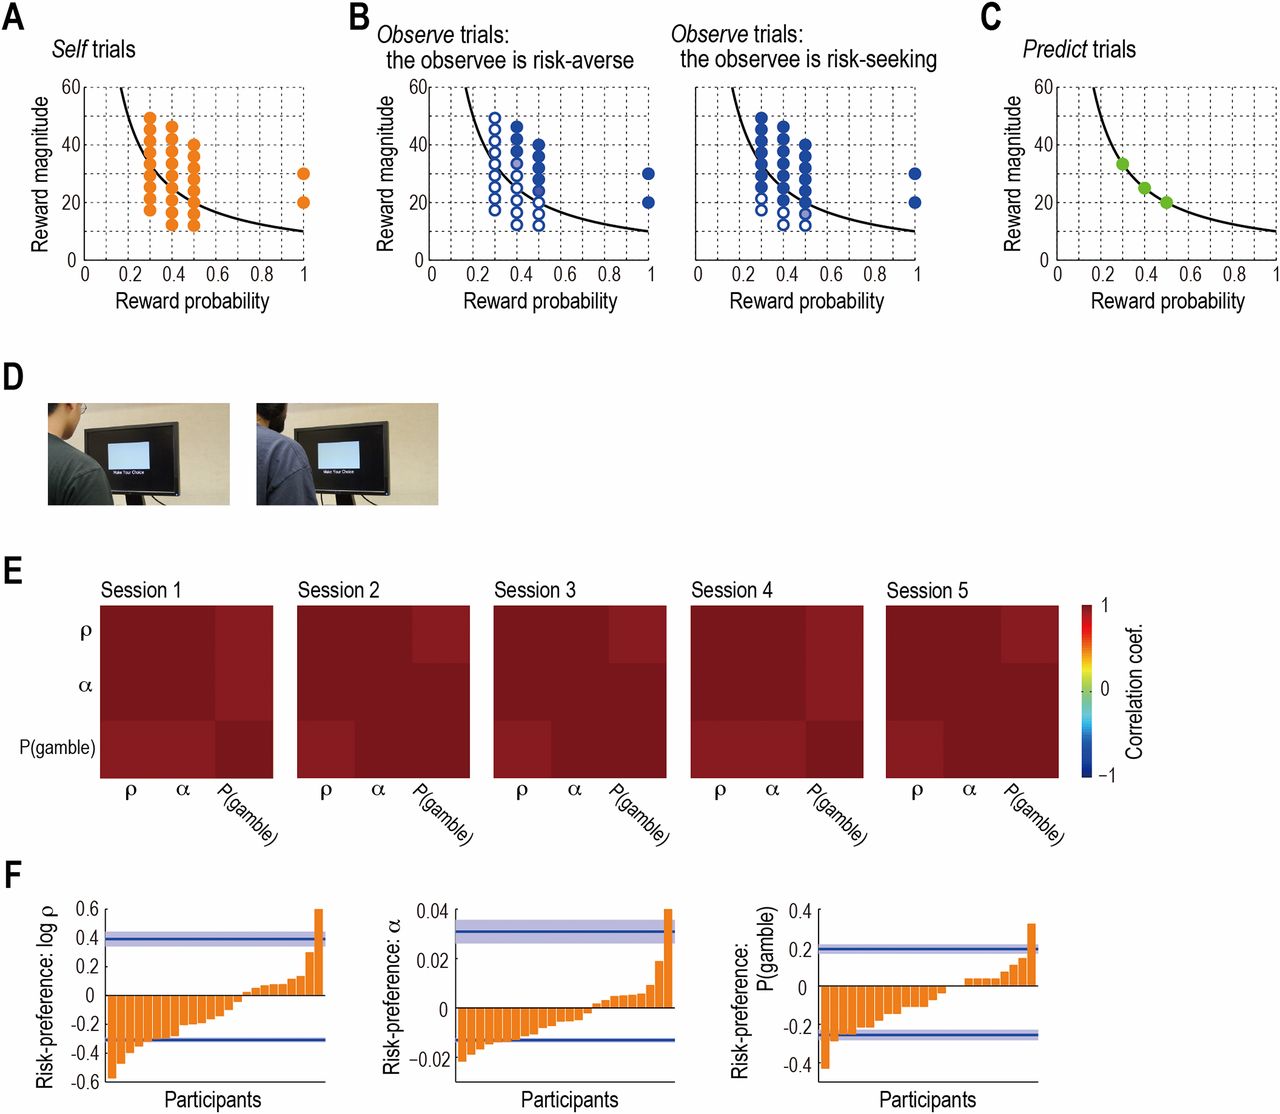 A
Self trials
Reward magnitude
60
40
20
0
0 0.2 0.4 0.6 0.8 1
Reward probability
B
Observe trials:
the observee is risk-averse
Reward magnitude
60
40
20
0
0 0.2 0.4 0.6 0.8 1
Reward probability
Observe trials:
the observee is risk-seeking
0 0.2 0.4 0.6 0.8 1
Reward probability
C
Predict trials
Reward magnitude
60
40
20
0
0 0.2 0.4 0.6 0.8 1
Reward probability
D
Make Your Choice
Make Your Choice
E
Session 1
Session 2
Session 3
Session 4
Session 5
ρ
α
P(gamble)
ρ α P(gamble)
ρ α P(gamble)
ρ α P(gamble)
ρ α P(gamble)
ρ α P(gamble)
1
0
−1
Correlation coef.
F
Risk-preference: log ρ
0.6
0.4
0.2
0
-0.2
-0.4
-0.6
Participants
Risk-preference: α
0.04
0.02
0
−0.02
Participants
Risk-preference:
P(gamble)
0.4
0.2
0
-0.2
-0.4
Participants